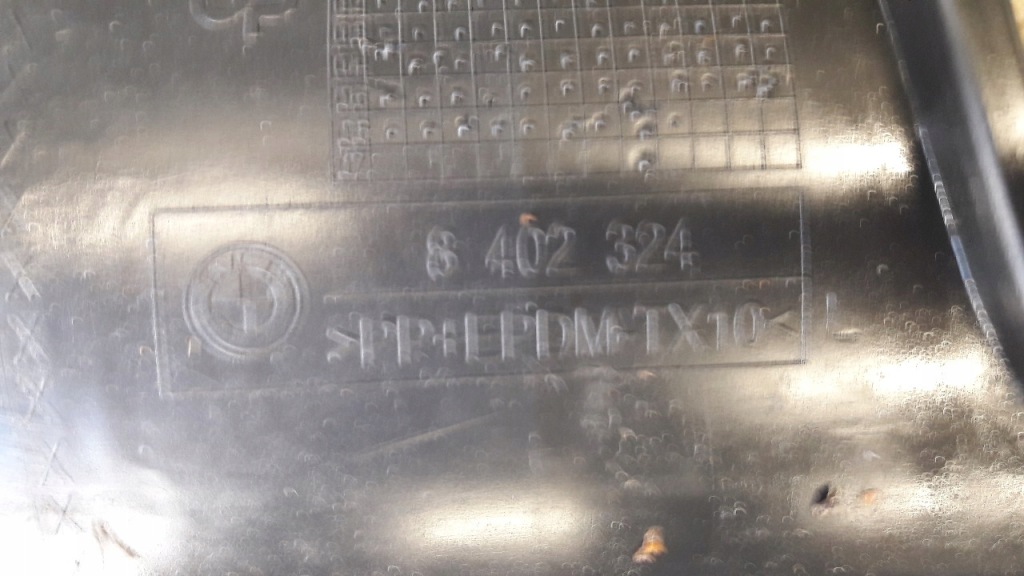 8 402 324
>PP+EPDM-TX10<
L